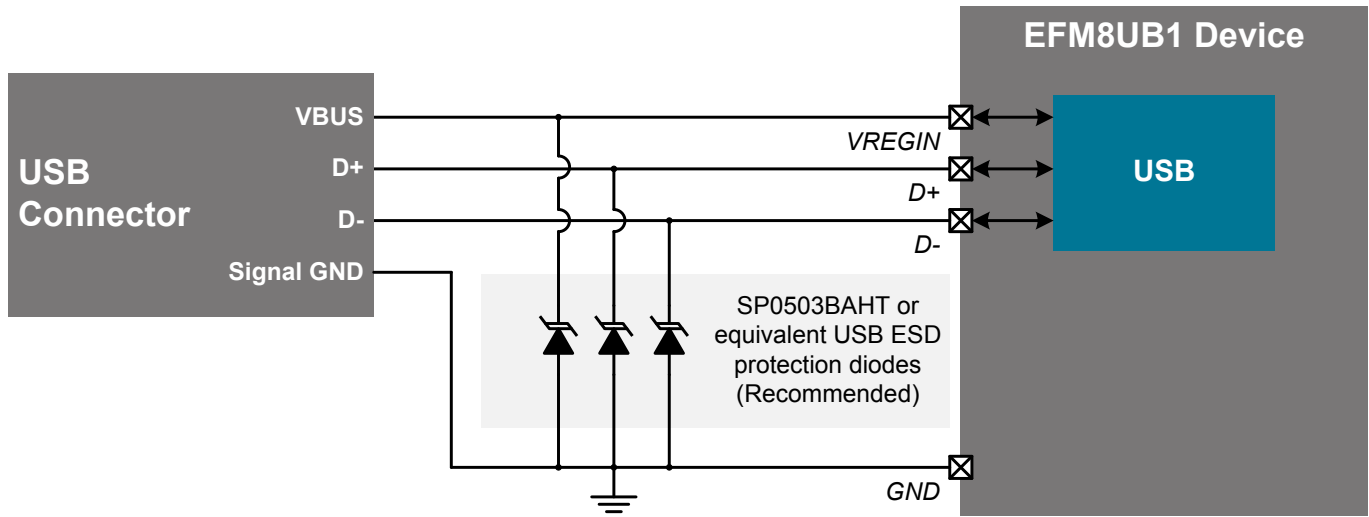 EFM8UB1 Device
USB
Connector
VBUS
D+
D-
Signal GND
VREGIN
D+
D-
USB
SP0503BAHT or
equivalent USB ESD
protection diodes
(Recommended)
GND